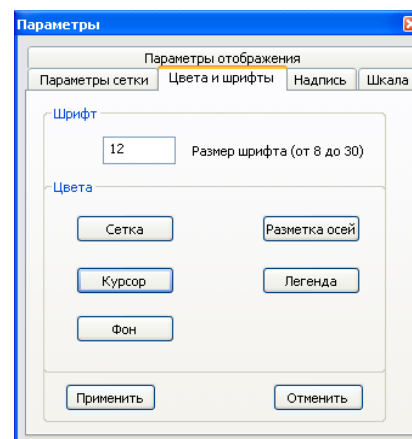 Параметры
Параметры отображения
Параметры сетки Цвета и шрифты Надпись Шкала
Шрифт
12 Размер шрифта (от 8 до 30)
Цвета
Сетка Разметка осей
Курсор Легенда
Фон
Применить Отменить